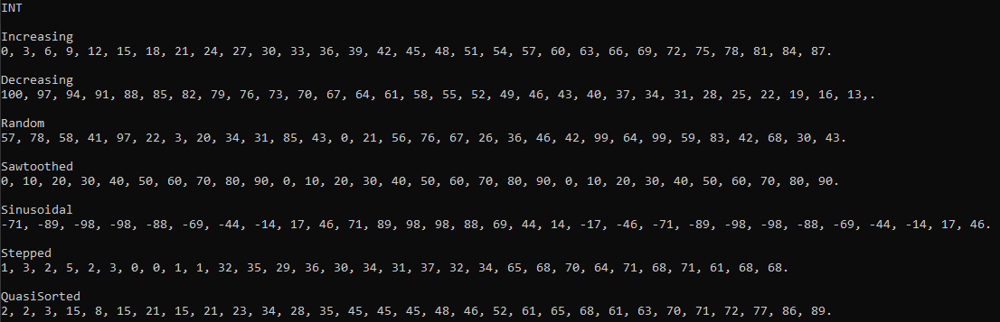 INT
Increasing
0, 3, 6, 9, 12, 15, 18, 21, 24, 27, 30, 33, 36, 39, 42, 45, 48, 51, 54, 57, 60, 63, 66, 69, 72, 75, 78, 81, 84, 87.
Decreasing
100, 97, 94, 91, 88, 85, 82, 79, 76, 73, 70, 67, 64, 61, 58, 55, 52, 49, 46, 43, 40, 37, 34, 31, 28, 25, 22, 19, 16, 13,.
Random
57, 78, 58, 41, 97, 22, 3, 20, 34, 31, 85, 43, 0, 21, 56, 76, 67, 26, 36, 46, 42, 99, 64, 99, 59, 83, 42, 68, 30, 43.
Sawtoothed
0, 10, 20, 30, 40, 50, 60, 70, 80, 90, 0, 10, 20, 30, 40, 50, 60, 70, 80, 90, 0, 10, 20, 30, 40, 50, 60, 70, 80, 90.
Sinusoidal
-71, -89, -98, -98, -88, -69, -44, -14, 17, 46, 71, 89, 98, 98, 88, 69, 44, 14, -17, -46, -71, -89, -98, -98, -88, -69, -44, -14, 17, 46.
Stepped
1, 3, 2, 5, 2, 3, 0, 0, 1, 1, 32, 35, 29, 36, 30, 34, 31, 37, 32, 34, 65, 68, 70, 64, 71, 68, 71, 61, 68, 68.
QuasiSorted
2, 2, 3, 15, 8, 15, 21, 15, 21, 23, 34, 28, 35, 45, 45, 45, 48, 46, 52, 61, 65, 68, 61, 63, 70, 71, 72, 77, 86, 89.